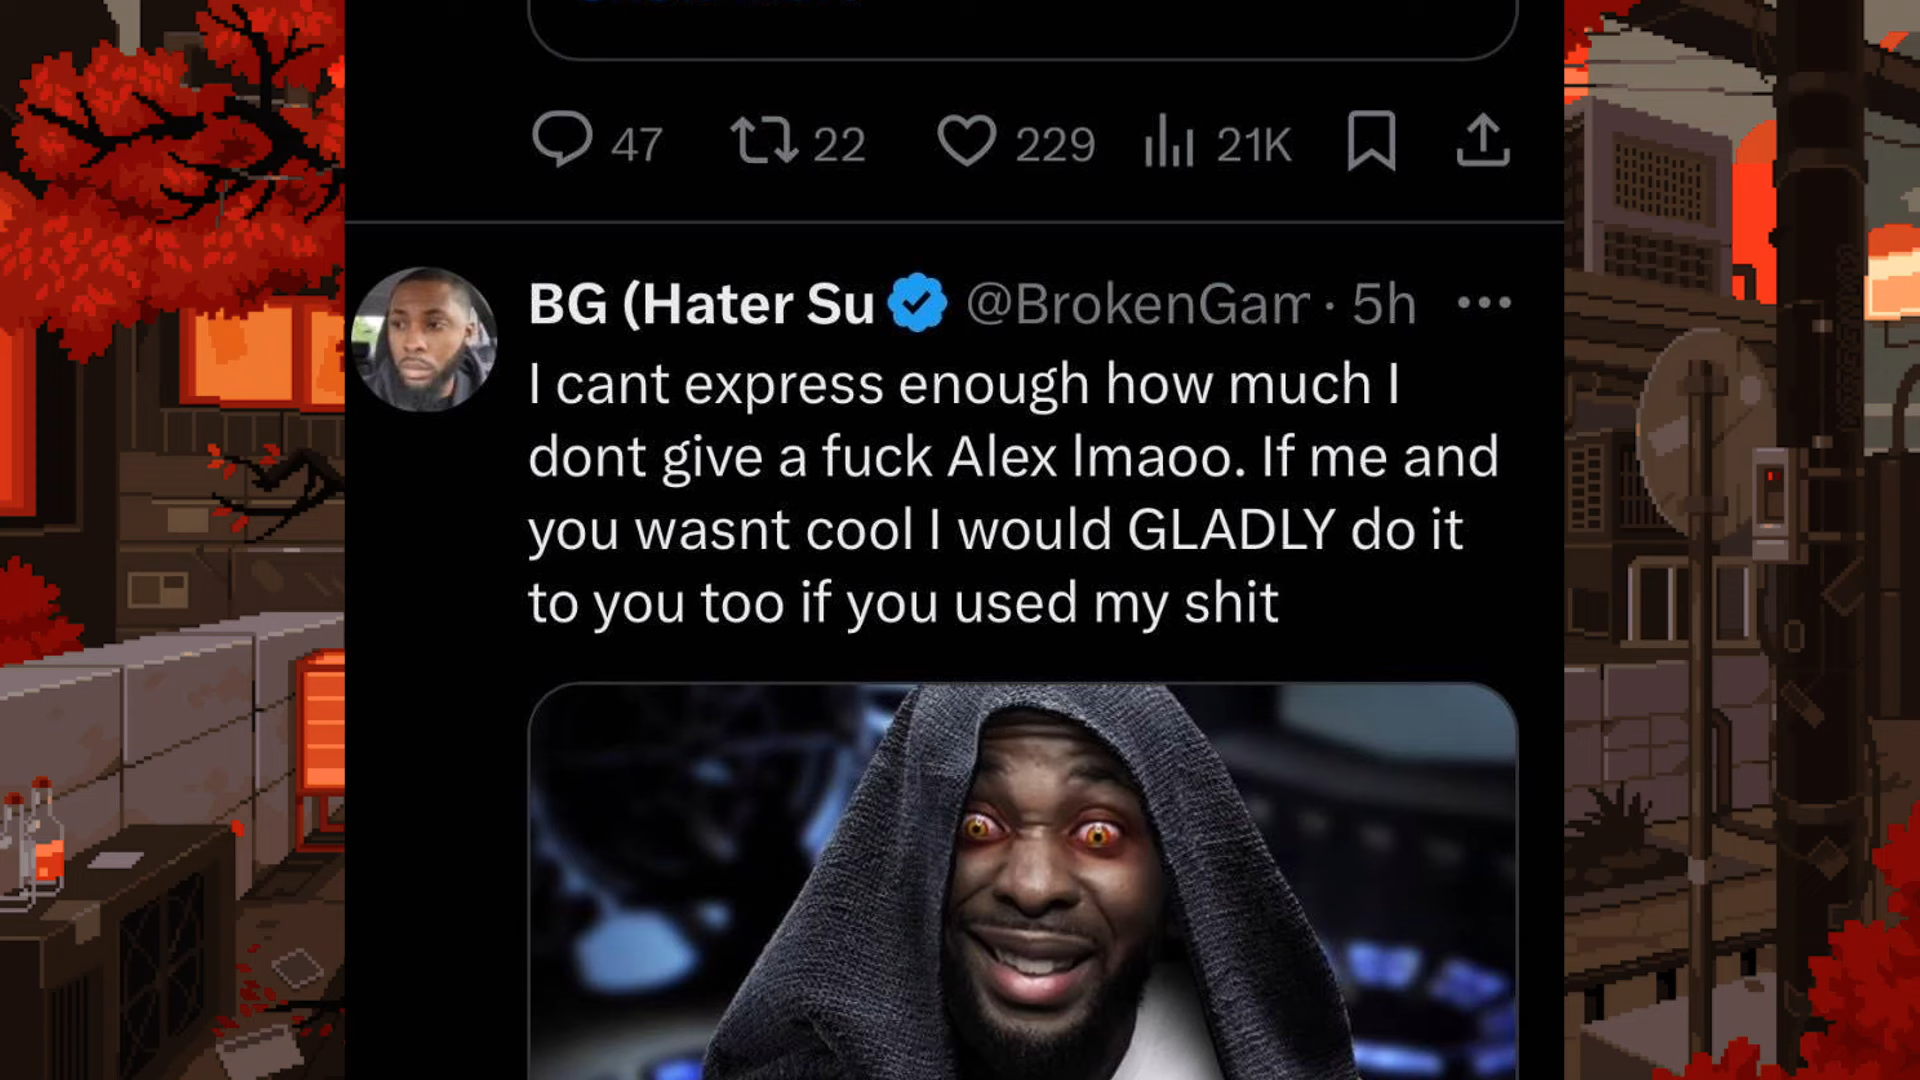 47 22 229 21K
BG (Hater Su @BrokenGam · 5h
I cant express enough how much I
dont give a fuck Alex lmaoo. If me and
you wasnt cool I would GLADLY do it
to you too if you used my shit